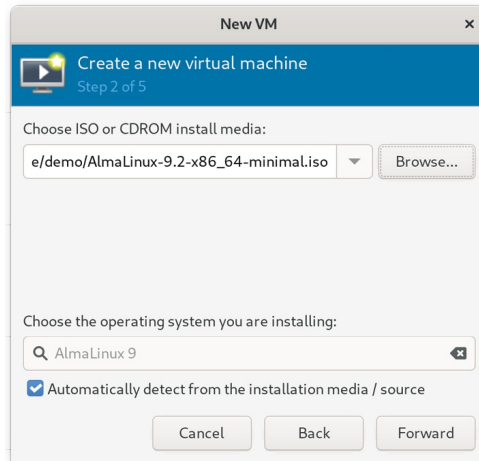 New VM
Create a new virtual machine
Step 2 of 5
Choose ISO or CDROM install media:
e/demo/AlmaLinux-9.2-x86_64-minimal.iso
Browse...
Choose the operating system you are installing:
AlmaLinux 9
Automatically detect from the installation media / source
Cancel Back Forward